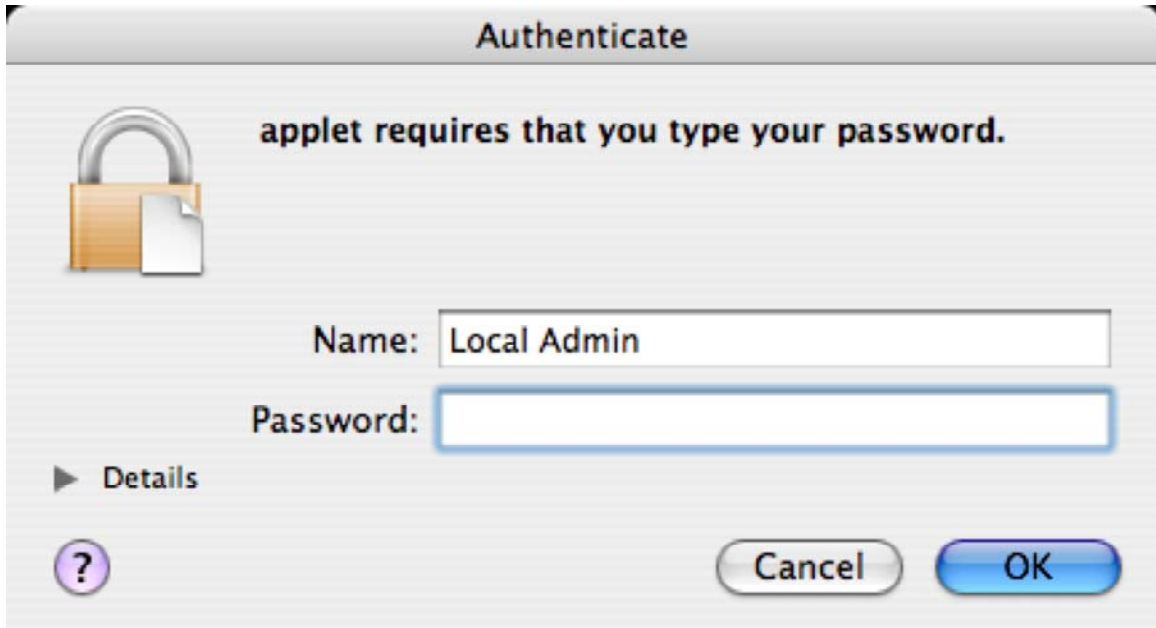 Authenticate
applet requires that you type your password.
Name: Local Admin
Password:
Details
?
Cancel
OK